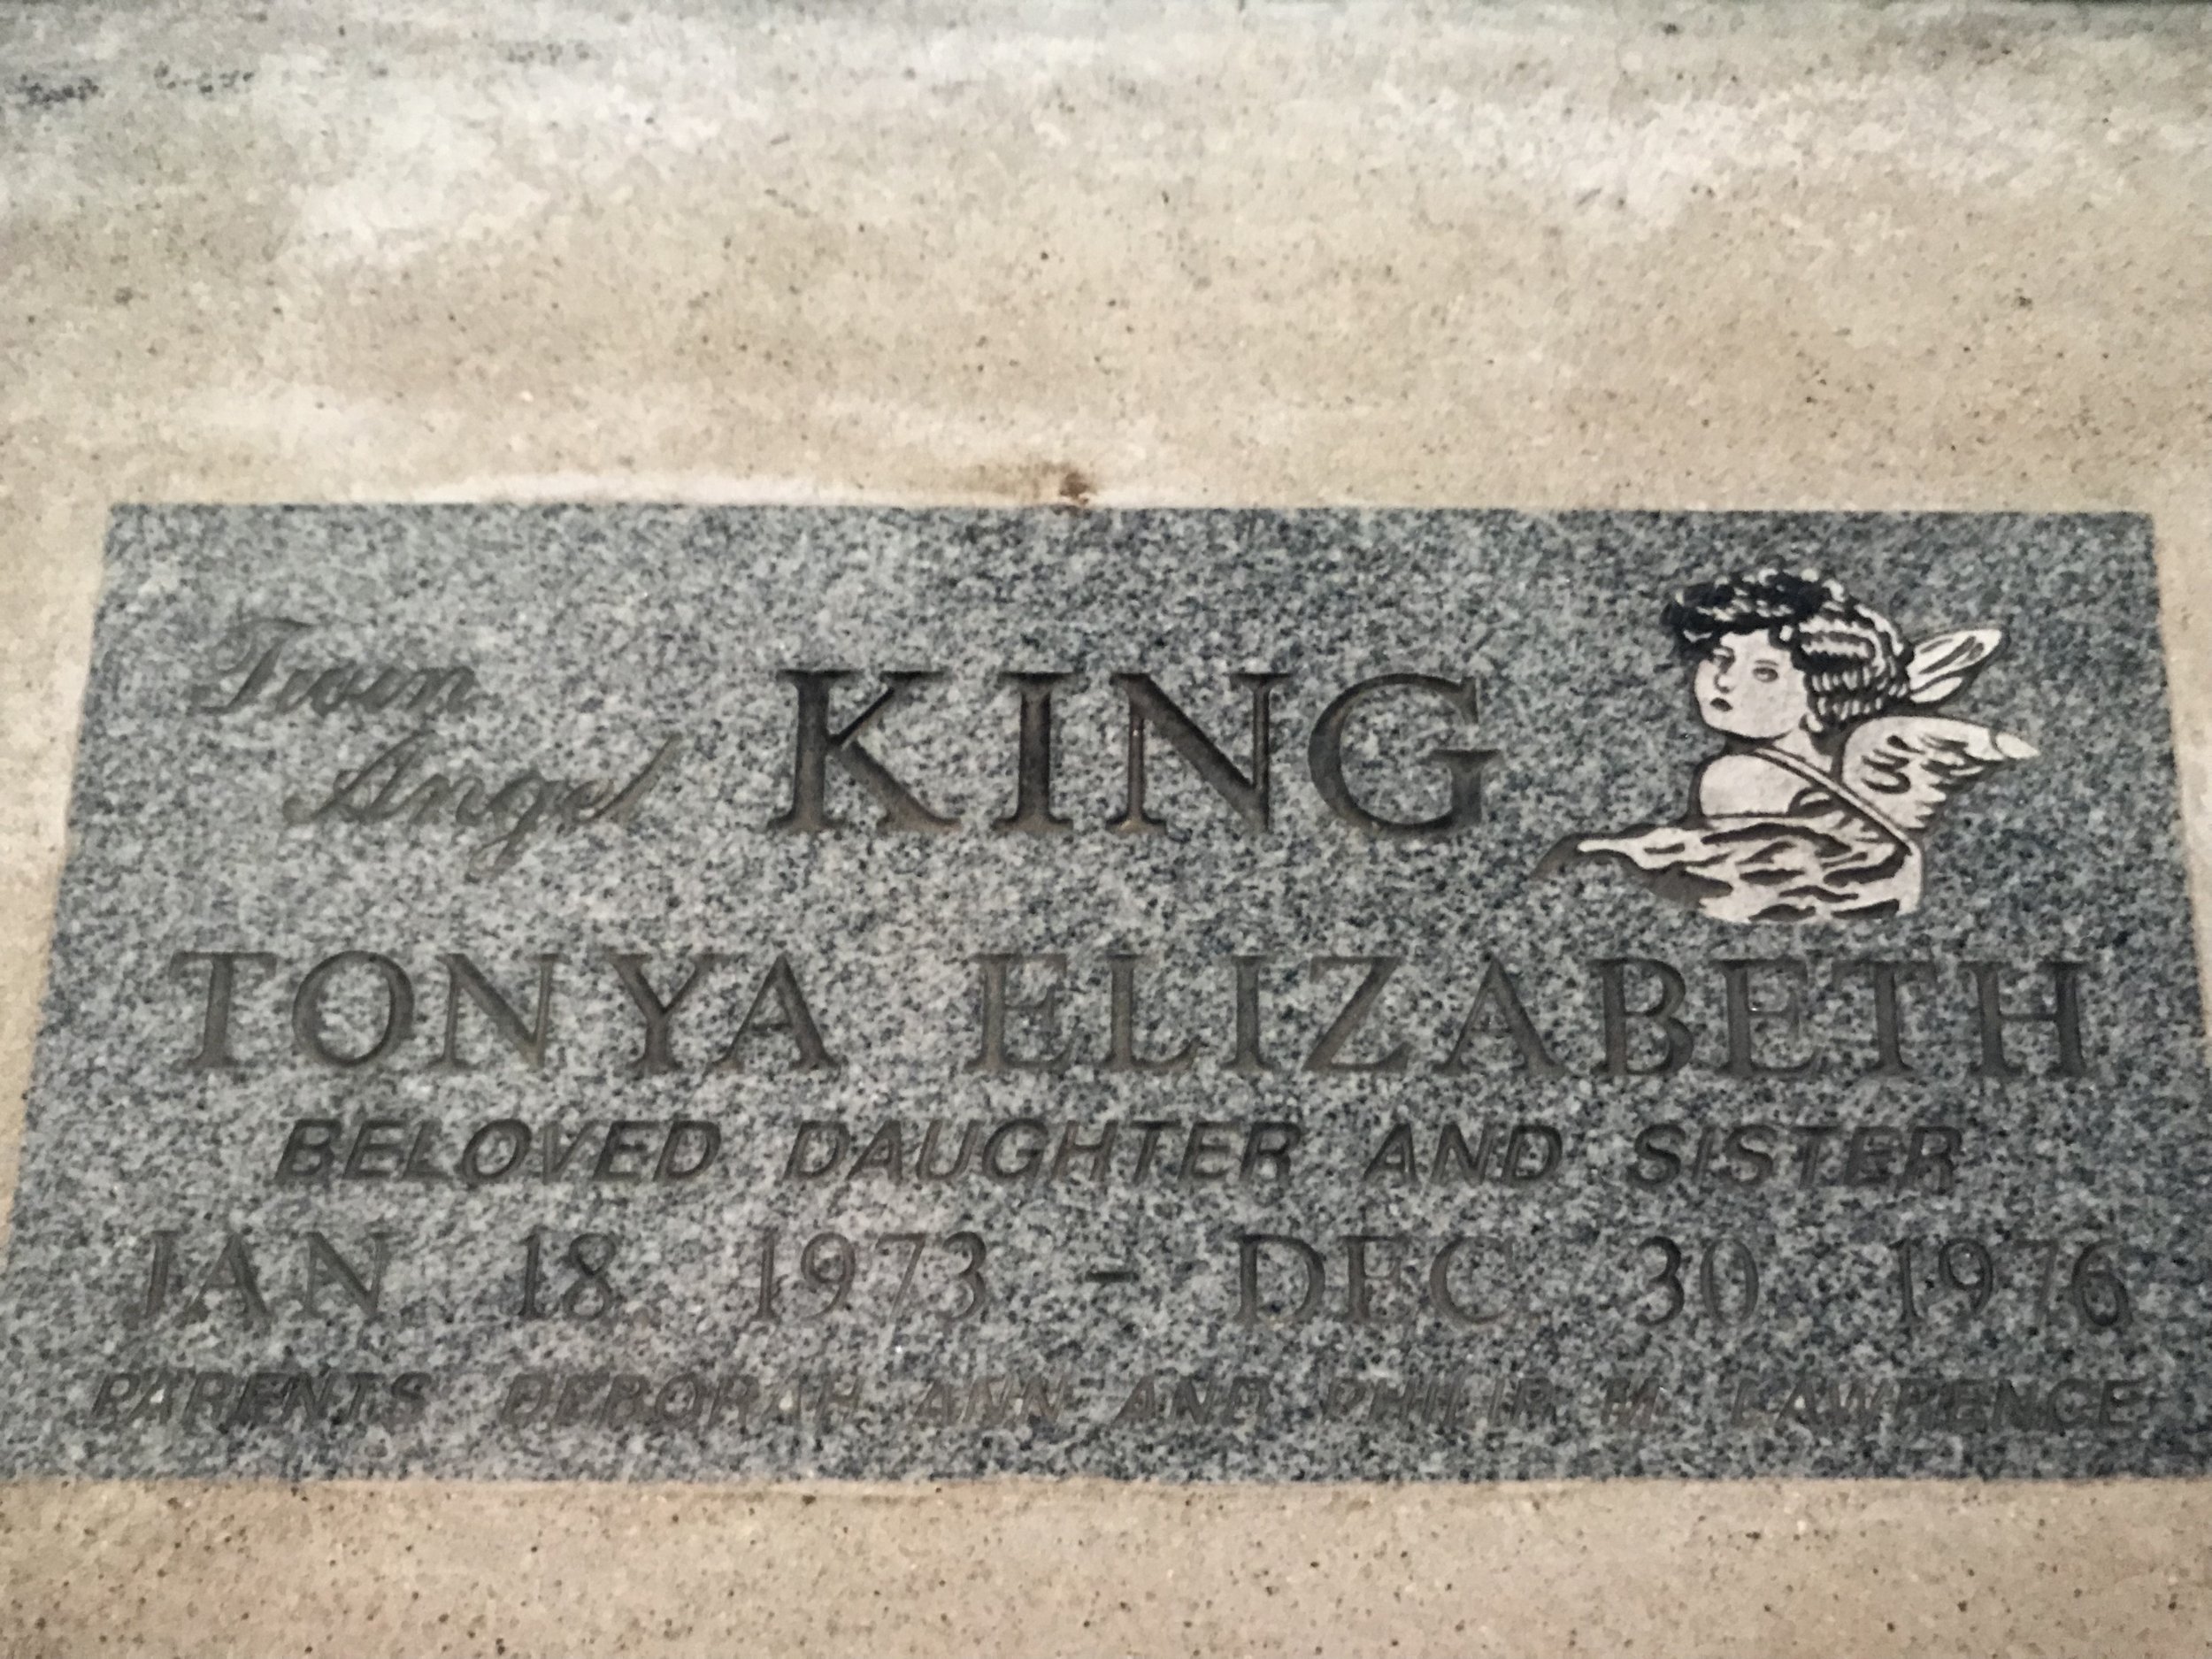 Twin
Angel
KING
TONYA ELIZABETH
BELOVED DAUGHTER AND SISTER
JAN 18 1973 - DEC 30 1976
PARENTS DEBORAH ANN AND PHILIP M LAWRENCE